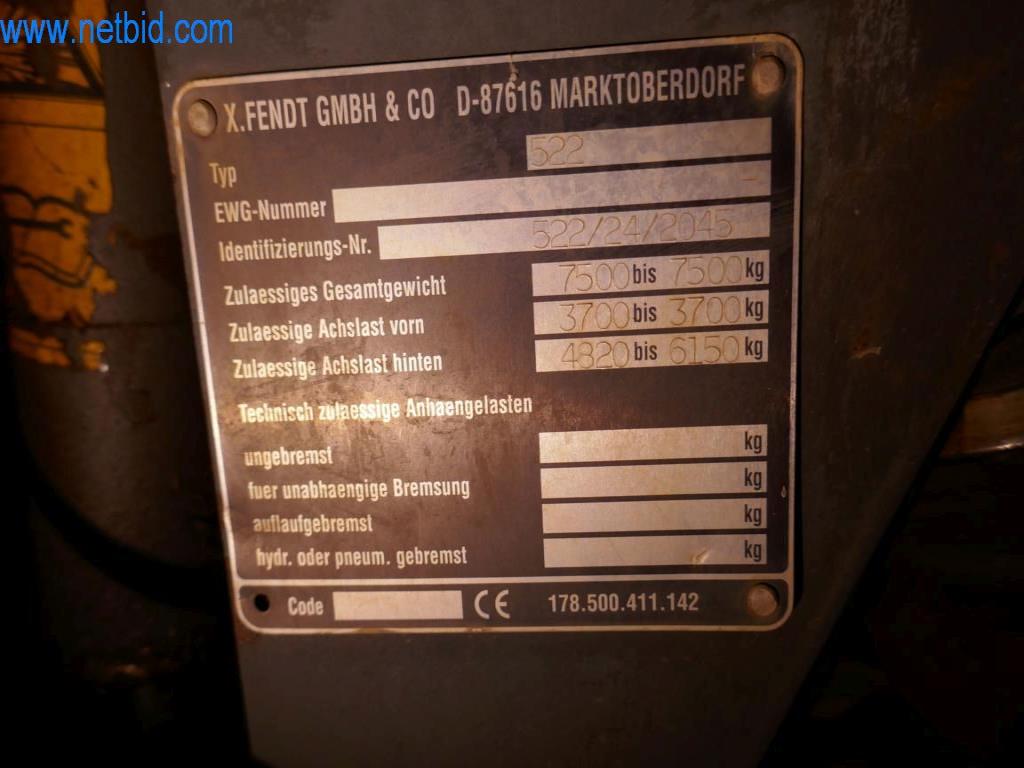 www.netbid.com
X.FENDT GMBH & CO D-87616 MARKTOBERDORF
Typ 522
EWG-Nummer -
Identifizierungs-Nr. 522/24/2045
Zulaessiges Gesamtgewicht 7500 bis 7500 kg
Zulaessige Achslast vorn 3700 bis 3700 kg
Zulaessige Achslast hinten 4820 bis 6150 kg
Technisch zulaessige Anhaengelasten
ungebremst kg
fuer unabhaengige Bremsung kg
auflaufgebremst kg
hydr. oder pneum. gebremst kg
Code CE 178.500.411.142